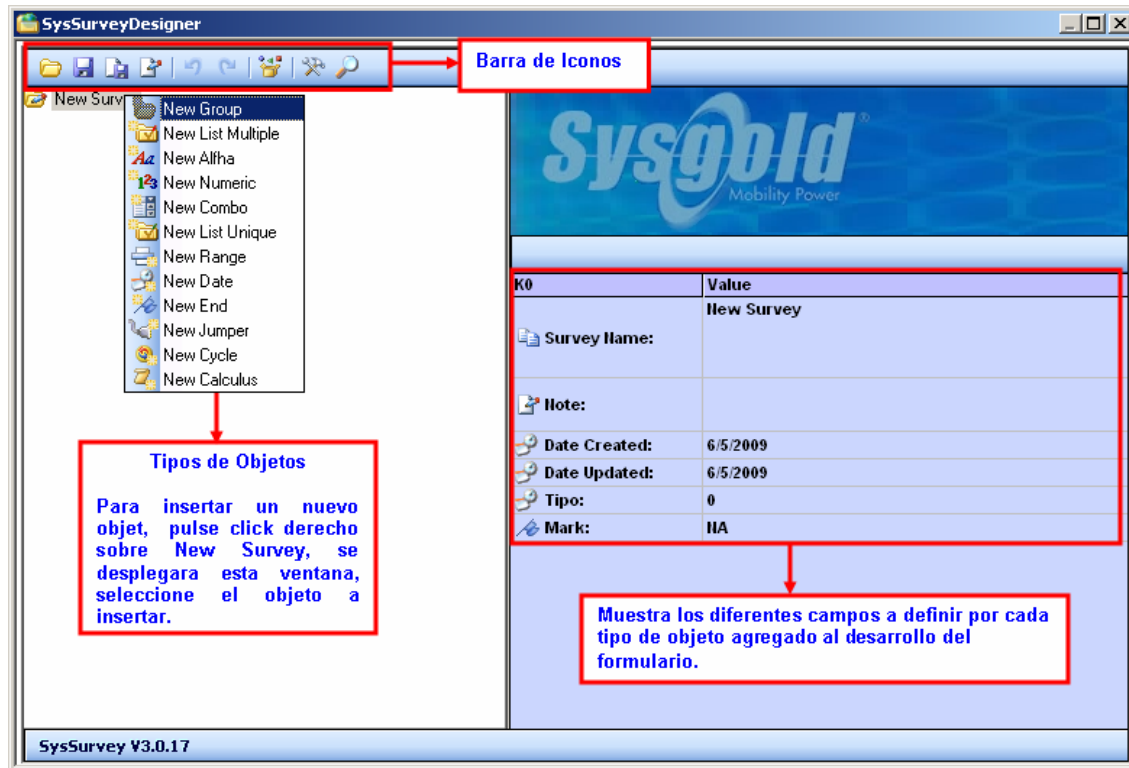 SysSurveyDesigner
Barra de Iconos
New Surv
New Group
New List Multiple
New Alfha
New Numeric
New Combo
New List Unique
New Range
New Date
New End
New Jumper
New Cycle
New Calculus
Sysgold®
Mobility Power
K0 Value
Survey Name: New Survey
Note:
Date Created: 6/5/2009
Date Updated: 6/5/2009
Tipo: 0
Mark: NA
Tipos de Objetos
Para insertar un nuevo
objet, pulse click derecho
sobre New Survey, se
desplegara esta ventana,
seleccione el objeto a
insertar.
Muestra los diferentes campos a definir por cada
tipo de objeto agregado al desarrollo del
formulario.
SysSurvey V3.0.17